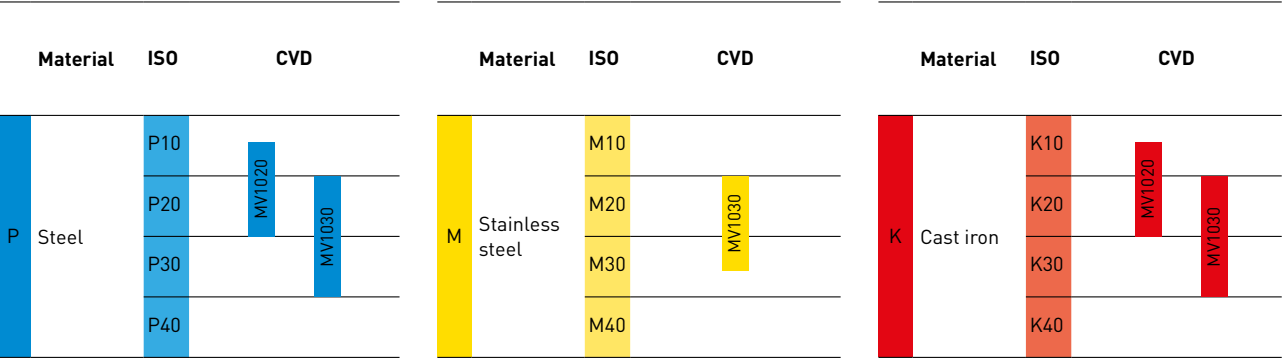 Material ISO CVD
P Steel
P10
P20
P30
P40
MV1020
MV1030
Material ISO CVD
M Stainless
steel
M10
M20
M30
M40
MV1030
Material ISO CVD
K Cast iron
K10
K20
K30
K40
MV1020
MV1030